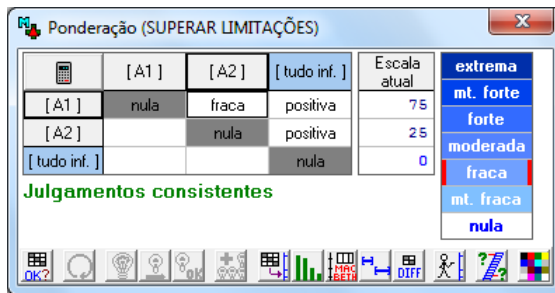 Ponderação (SUPERAR LIMITAÇÕES)
[ A1 ] [ A2 ] [ tudo inf. ] Escala atual
[ A1 ] nula fraca positiva 75
[ A2 ] nula positiva 25
[ tudo inf. ] nula 0
Julgamentos consistentes
extrema
mt. forte
forte
moderada
fraca
mt. fraca
nula
OK? OK MAC BETH DIFF ? ?